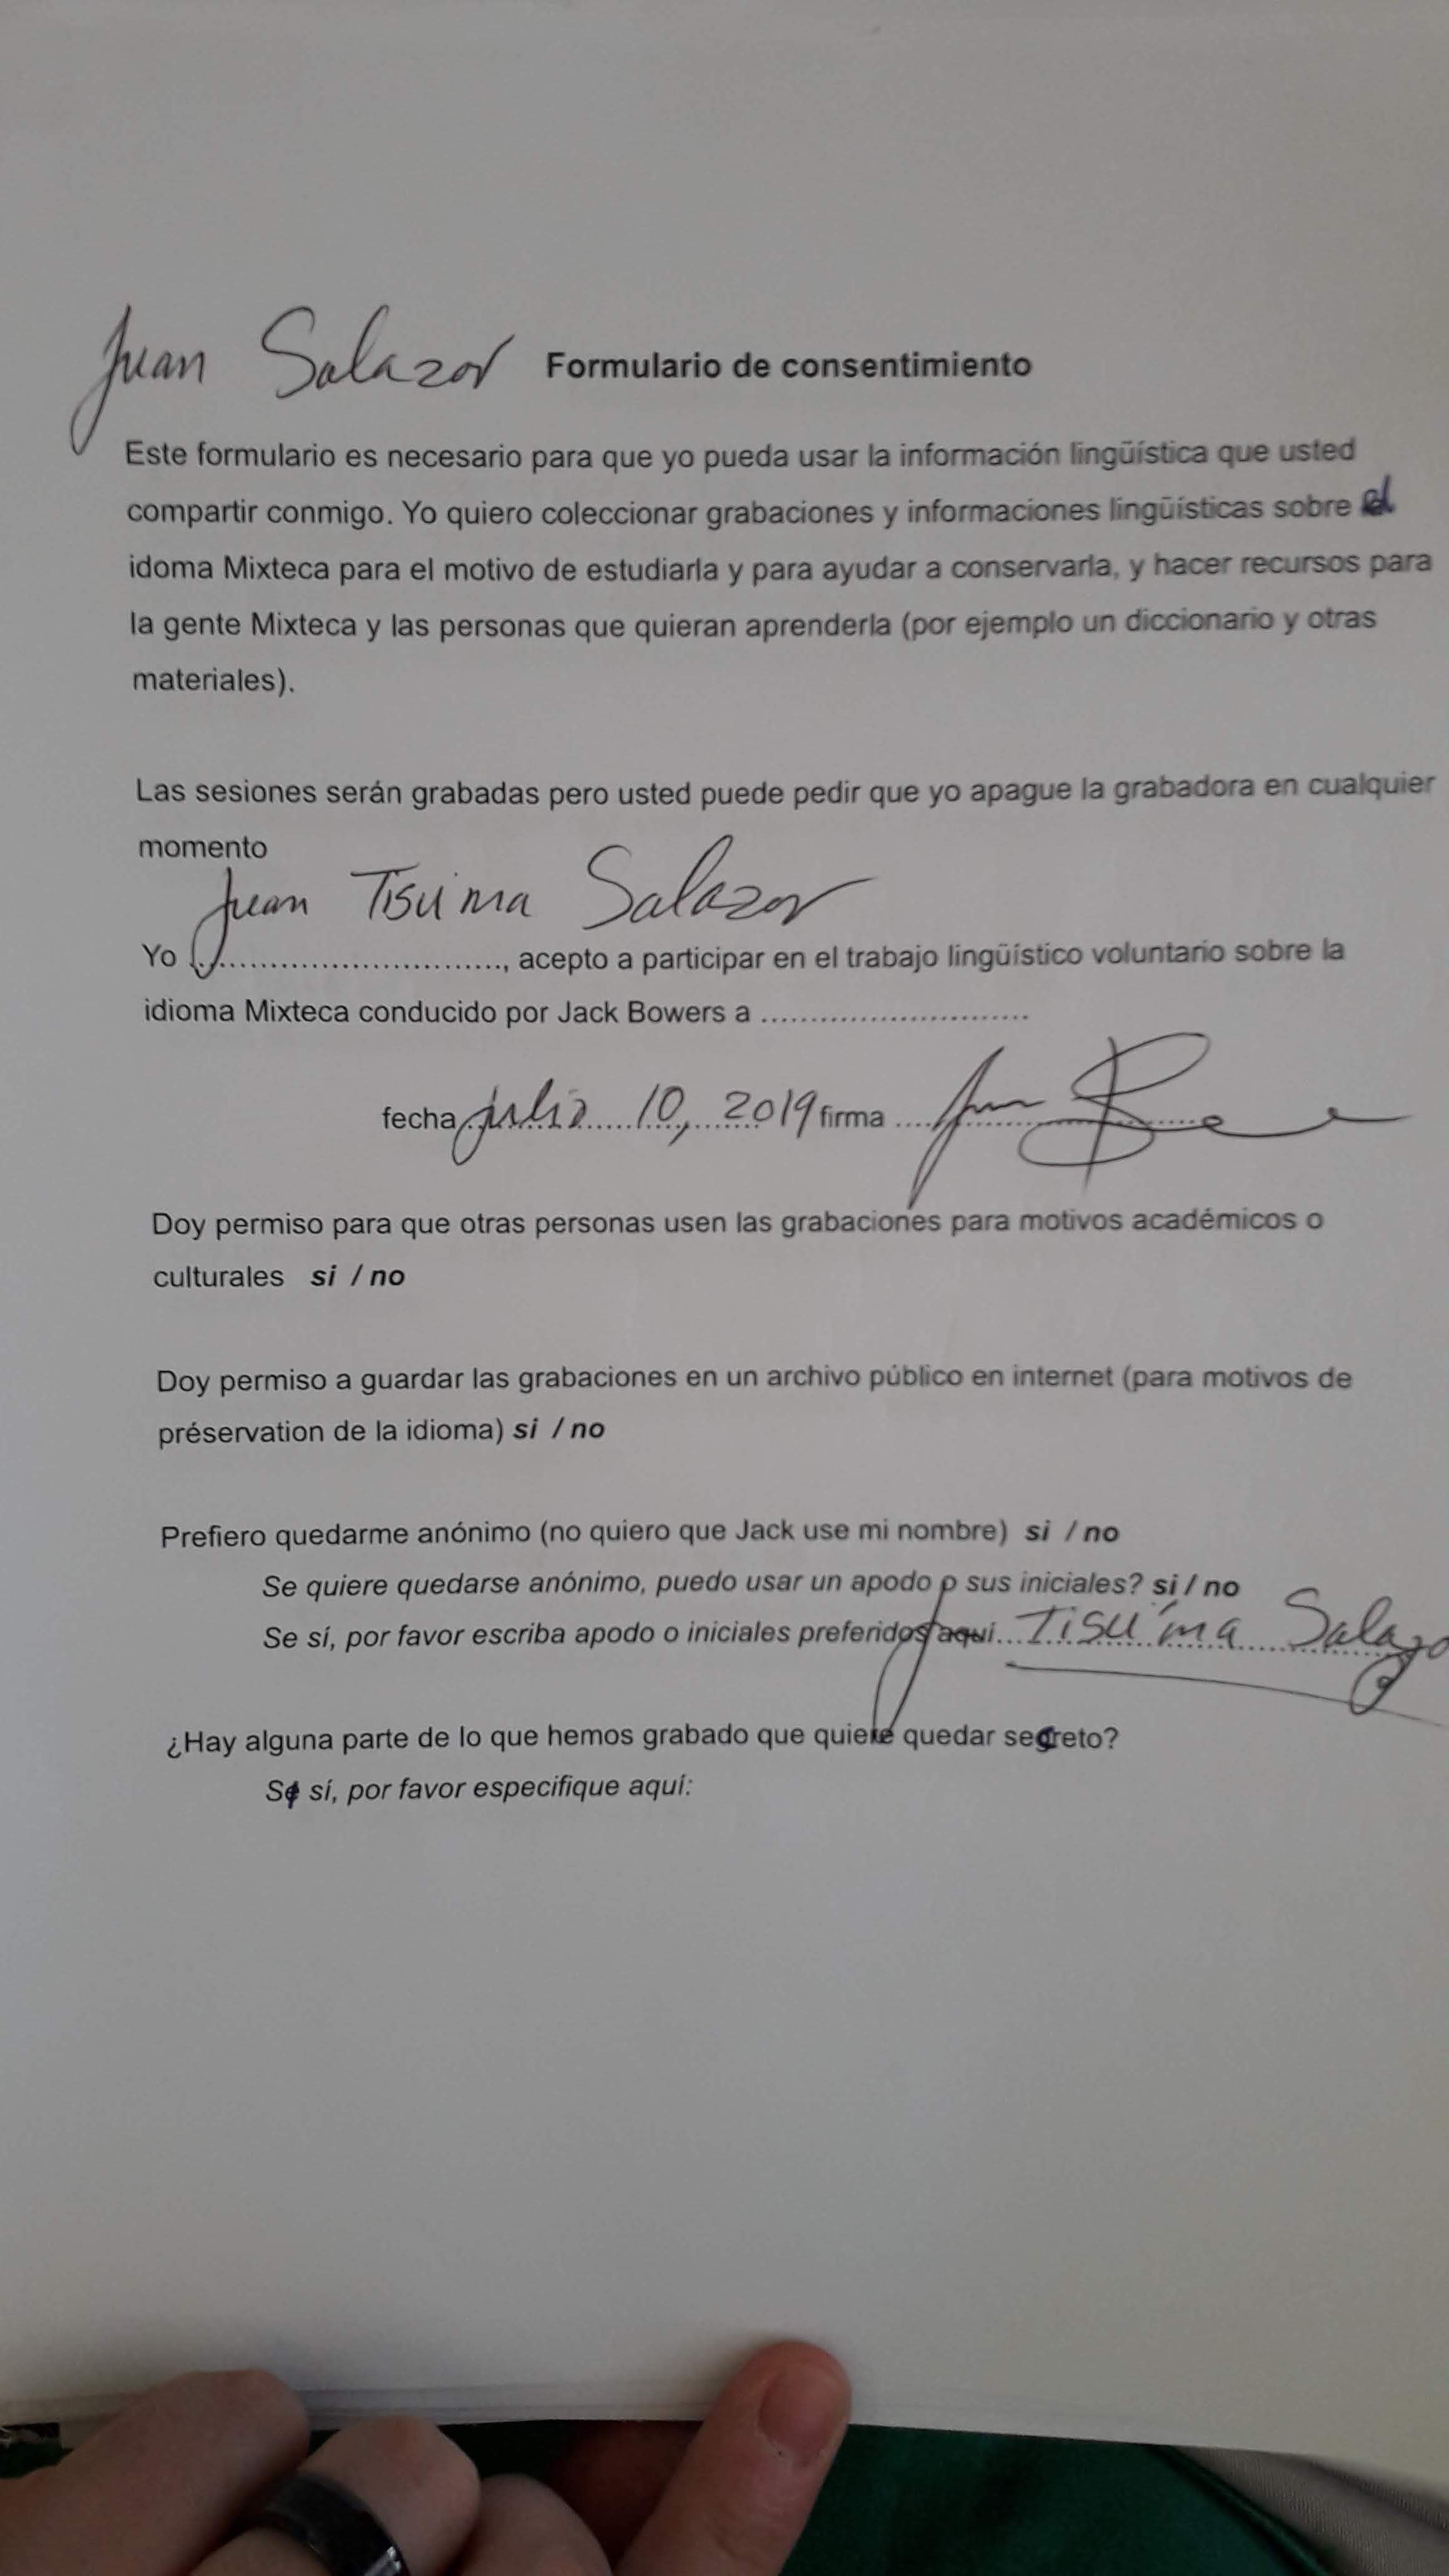 Juan Salazar Formulario de consentimiento
Este formulario es necesario para que yo pueda usar la información lingüística que usted
compartir conmigo. Yo quiero coleccionar grabaciones y informaciones lingüísticas sobre el
idoma Mixteca para el motivo de estudiarla y para ayudar a conservarla, y hacer recursos para
la gente Mixteca y las personas que quieran aprenderla (por ejemplo un diccionario y otras
materiales).
Las sesiones serán grabadas pero usted puede pedir que yo apague la grabadora en cualquier
momento
Juan Tisu'ma Salazar
Yo ............................, acepto a participar en el trabajo lingüístico voluntario sobre la
idioma Mixteca conducido por Jack Bowers a ............................
fecha julio 10, 2019 firma
Doy permiso para que otras personas usen las grabaciones para motivos académicos o
culturales si / no
Doy permiso a guardar las grabaciones en un archivo público en internet (para motivos de
préservation de la idioma) si / no
Prefiero quedarme anónimo (no quiero que Jack use mi nombre) si / no
Se quiere quedarse anónimo, puedo usar un apodo o sus iniciales? si / no
Se sí, por favor escriba apodo o iniciales preferidos aqui... Tisu'ma Salazo
¿Hay alguna parte de lo que hemos grabado que quiere quedar secreto?
Si sí, por favor especifique aquí: